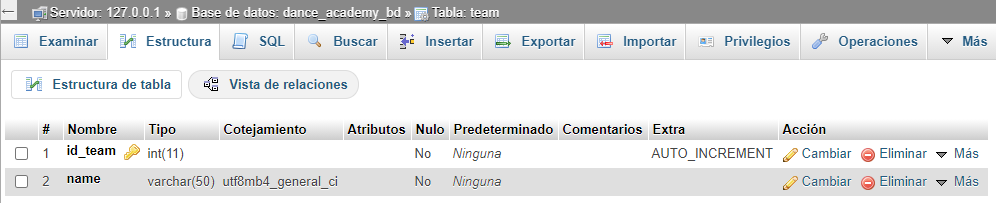 Servidor: 127.0.0.1 » Base de datos: dance_academy_bd » Tabla: team
Examinar Estructura SQL Buscar Insertar Exportar Importar Privilegios Operaciones Más
Estructura de tabla Vista de relaciones
# Nombre Tipo Cotejamiento Atributos Nulo Predeterminado Comentarios Extra Acción
1 id_team int(11) No Ninguna AUTO_INCREMENT Cambiar Eliminar Más
2 name varchar(50) utf8mb4_general_ci No Ninguna Cambiar Eliminar Más